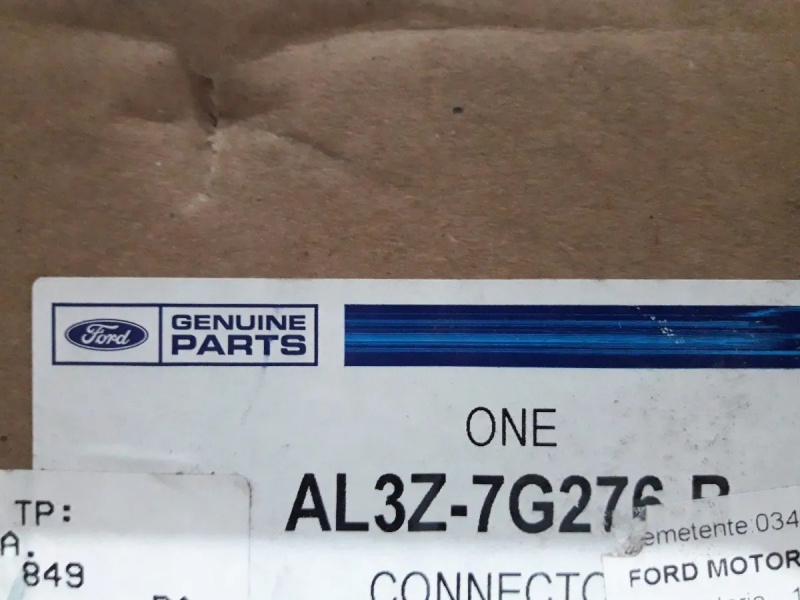 Ford
GENUINE
PARTS
ONE
AL3Z-7G276
TP:
A.
849
emetente:034
FORD MOTOR
CONNECTO